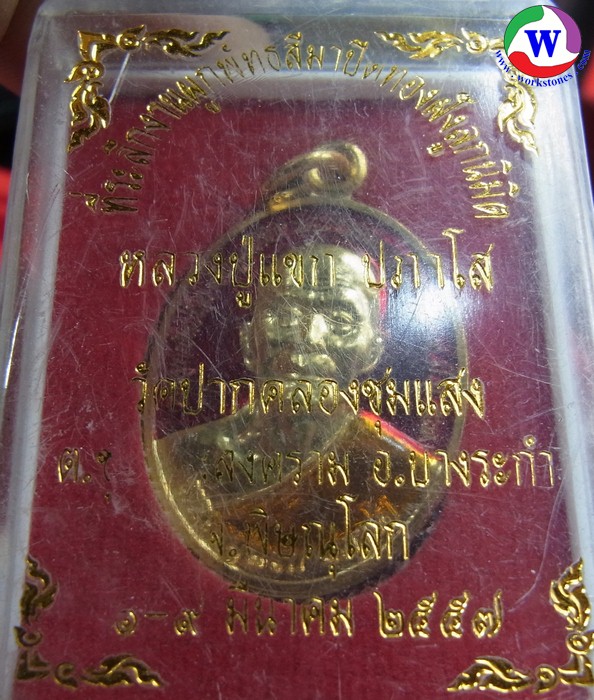 ที่ระลึกงานผูกพัทธสีมาปิดทองฝังลูกนิมิต
หลวงปู่แขก ปภาโส
วัดปากคลองชุมแสง
ต.ชุ สงคราม อ.บางระกำ
จ.พิษณุโลก
๑-๙ มีนาคม ๒๕๕๗
W
www.workstones.com